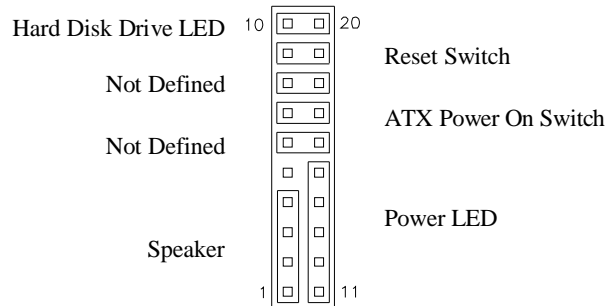 Hard Disk Drive LED
10
20
Reset Switch
Not Defined
ATX Power On Switch
Not Defined
Power LED
Speaker
1
11